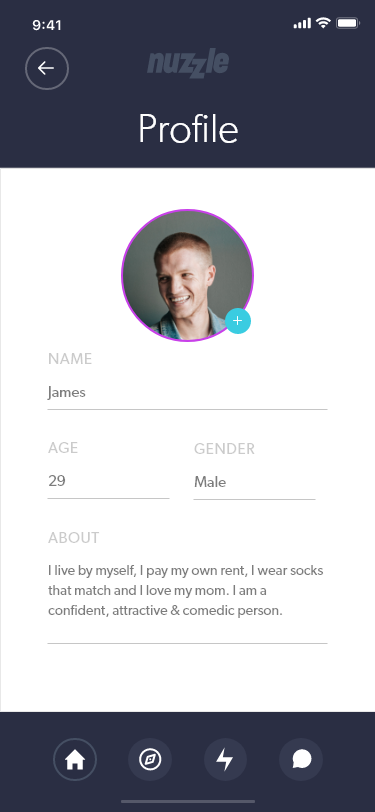 9:41
nuzzle
Profile
NAME
James
AGE
GENDER
29
Male
ABOUT
I live by myself, I pay my own rent, I wear socks
that match and I love my mom. I am a
confident, attractive & comedic person.